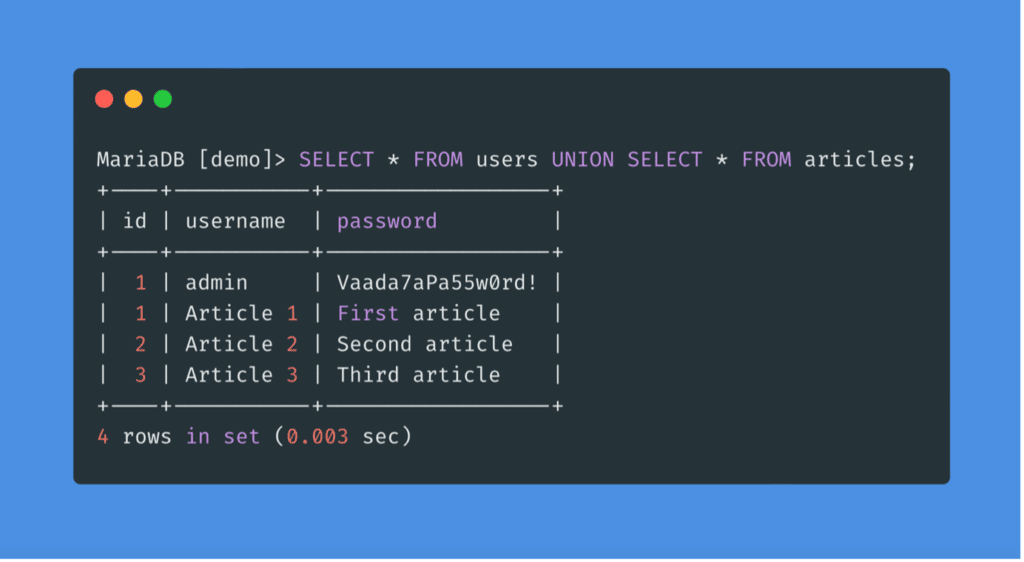 MariaDB [demo]> SELECT * FROM users UNION SELECT * FROM articles;
+----+-----------+------------------+
| id | username  | password         |
+----+-----------+------------------+
|  1 | admin     | Vaada7aPa55w0rd! |
|  1 | Article 1 | First article    |
|  2 | Article 2 | Second article   |
|  3 | Article 3 | Third article    |
+----+-----------+------------------+
4 rows in set (0.003 sec)